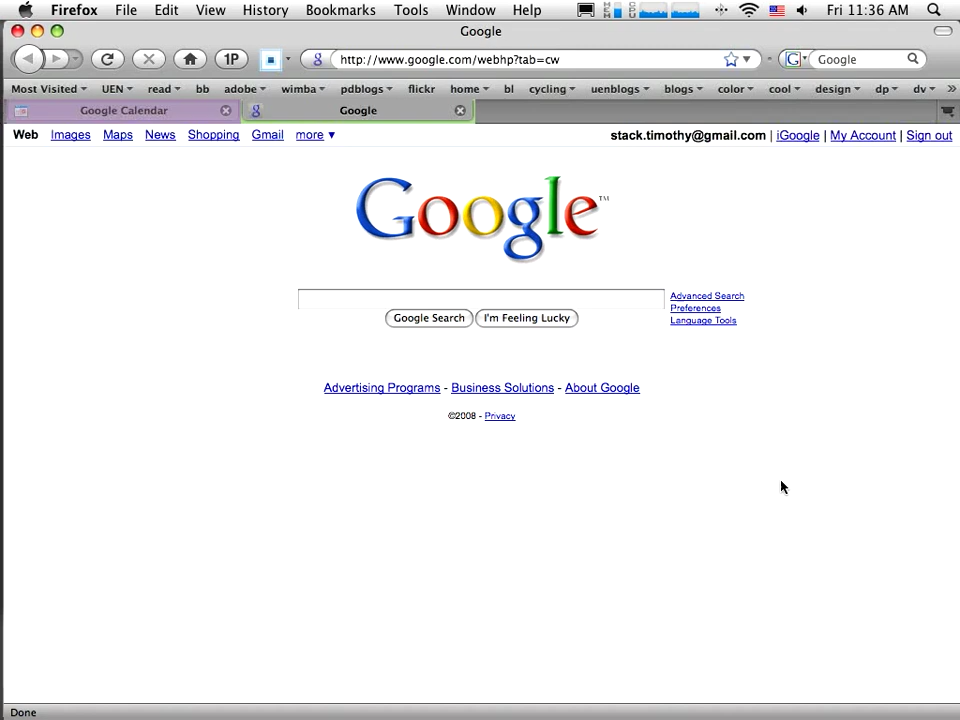 Firefox File Edit View History Bookmarks Tools Window Help Fri 11:36 AM
Google
1P http://www.google.com/webhp?tab=cw Google
Most Visited UEN read bb adobe wimba pdblogs flickr home bl cycling uenblogs blogs color cool design dp dv
Google Calendar Google
Web Images Maps News Shopping Gmail more ▼ stack.timothy@gmail.com | iGoogle | My Account | Sign out
Google™
Advanced Search
Preferences
Google Search I'm Feeling Lucky
Language Tools
Advertising Programs - Business Solutions - About Google
©2008 - Privacy
Done